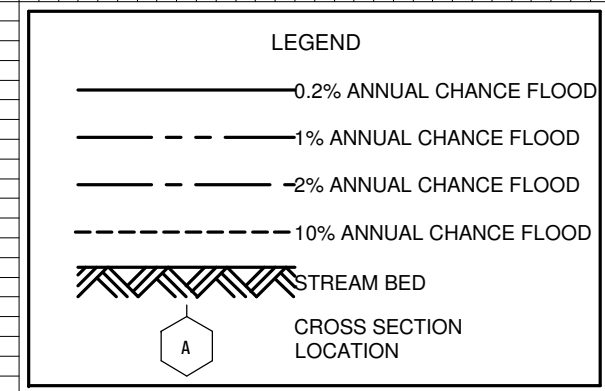 LEGEND
0.2% ANNUAL CHANCE FLOOD
1% ANNUAL CHANCE FLOOD
2% ANNUAL CHANCE FLOOD
10% ANNUAL CHANCE FLOOD
STREAM BED
A
CROSS SECTION
LOCATION